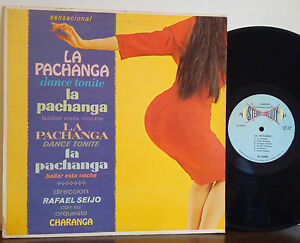 sensacional
LA
PACHANGA
dance tonite
la
pachanga
bailar esta noche
LA
PACHANGA
DANCE TONITE
la
pachanga
bailar esta noche
direccion
RAFAEL SEIJO
con su
orquesta
CHARANGA